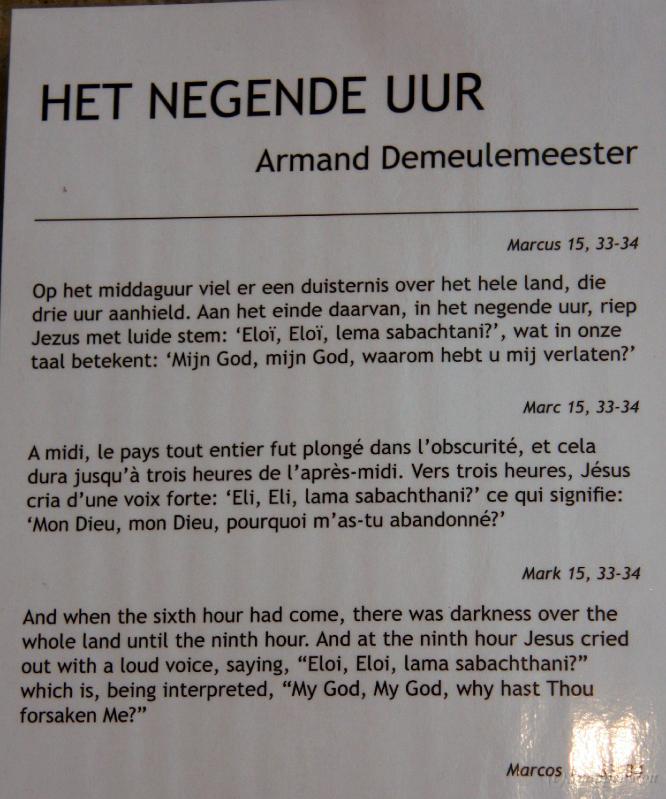 HET NEGENDE UUR
Armand Demeulemeester
Marcus 15, 33-34
Op het middaguur viel er een duisternis over het hele land, die
drie uur aanhield. Aan het einde daarvan, in het negende uur, riep
Jezus met luide stem: ‘Eloï, Eloï, lema sabachtani?’, wat in onze
taal betekent: ‘Mijn God, mijn God, waarom hebt u mij verlaten?’
Marc 15, 33-34
A midi, le pays tout entier fut plongé dans l’obscurité, et cela
dura jusqu’à trois heures de l’après-midi. Vers trois heures, Jésus
cria d’une voix forte: ‘Eli, Eli, lama sabachthani?’ ce qui signifie:
‘Mon Dieu, mon Dieu, pourquoi m’as-tu abandonné?’
Mark 15, 33-34
And when the sixth hour had come, there was darkness over the
whole land until the ninth hour. And at the ninth hour Jesus cried
out with a loud voice, saying, “Eloi, Eloi, lama sabachthani?”
which is, being interpreted, “My God, My God, why hast Thou
forsaken Me?”
Marcos